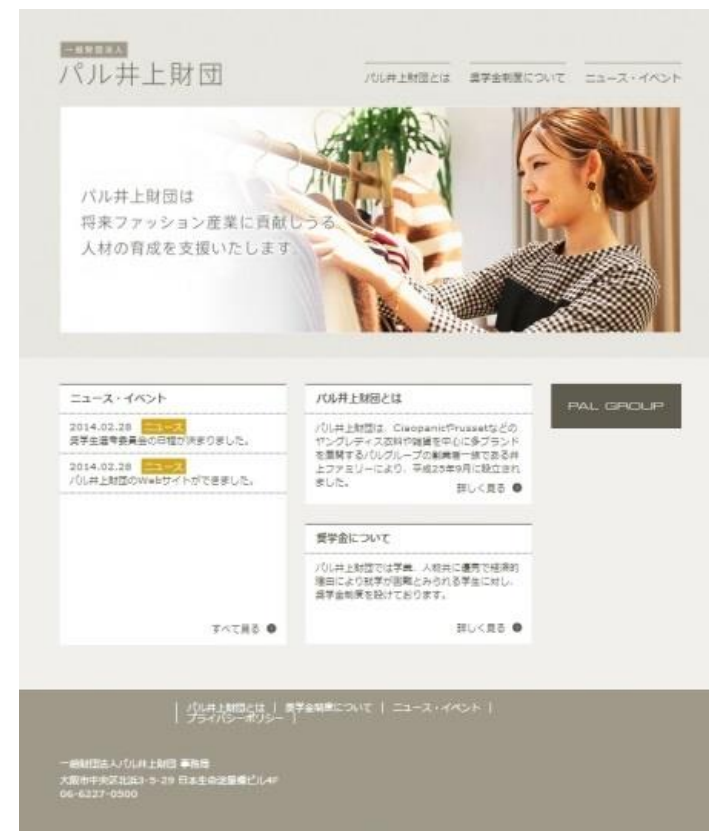 一般財団法人
パル井上財団
パル井上財団とは 奨学金制度について ニュース・イベント
パル井上財団は
将来ファッション産業に貢献しうる
人材の育成を支援いたします。
ニュース・イベント
2014.02.28 ニュース
奨学生選考委員会の日程が決まりました。
2014.02.28 ニュース
パル井上財団のWebサイトができました。
すべて見る
パル井上財団とは
パル井上財団は、Ciaopanicやrussetなどの
ヤングレディス衣料や雑貨を中心に多ブランド
を展開するパルグループの創業者一族である井
上ファミリーにより、平成25年9月に設立され
ました。
詳しく見る
奨学金について
パル井上財団では学業、人物共に優秀で経済的
理由により就学が困難とみられる学生に対し、
奨学金制度を設けております。
詳しく見る
PAL GROUP
| パル井上財団とは | 奨学金制度について | ニュース・イベント |
| プライバシーポリシー |
一般財団法人パル井上財団 事務局
大阪市中央区北浜3-5-29 日本生命淀屋橋ビル4F
06-6227-0500